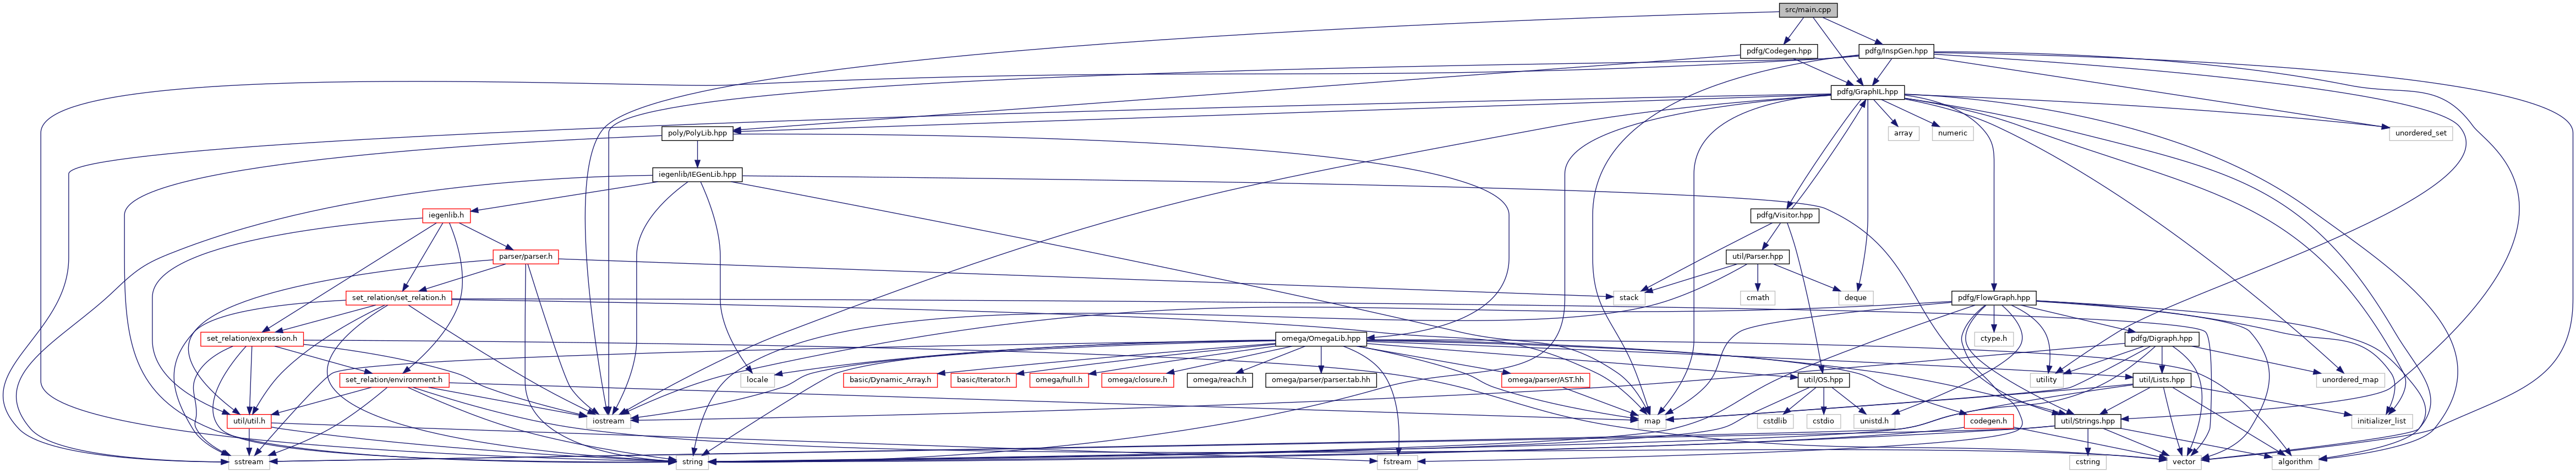 src/main.cpp
pdfg/Codegen.hpp
pdfg/InspGen.hpp
pdfg/GraphIL.hpp
poly/PolyLib.hpp
array
numeric
unordered_set
iegenlib/IEGenLib.hpp
iegenlib.h
pdfg/Visitor.hpp
parser/parser.h
util/Parser.hpp
set_relation/set_relation.h
stack
cmath
deque
pdfg/FlowGraph.hpp
set_relation/expression.h
omega/OmegaLib.hpp
ctype.h
pdfg/Digraph.hpp
set_relation/environment.h
locale
basic/Dynamic_Array.h
basic/Iterator.h
omega/hull.h
omega/closure.h
omega/reach.h
omega/parser/parser.tab.hh
omega/parser/AST.hh
util/OS.hpp
utility
util/Lists.hpp
unordered_map
util/util.h
iostream
map
cstdlib
cstdio
unistd.h
codegen.h
util/Strings.hpp
initializer_list
sstream
string
fstream
cstring
vector
algorithm